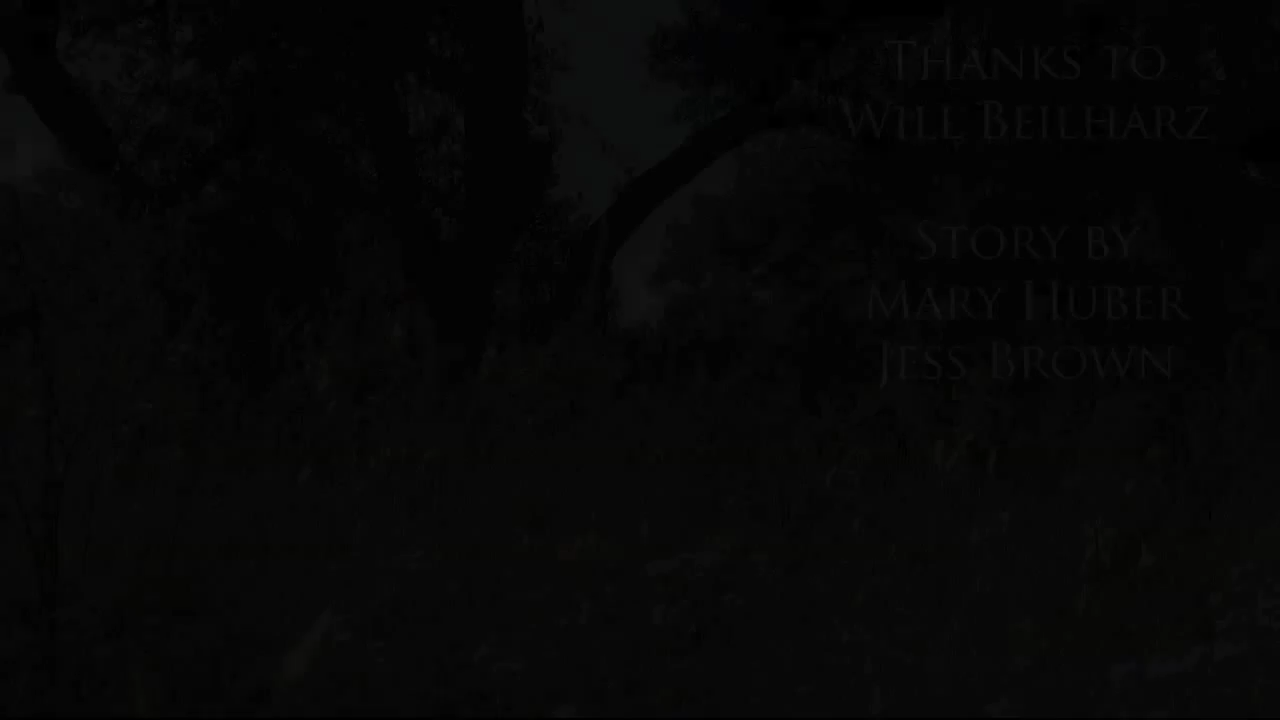 THANKS TO
WILL BEILHARZ
STORY BY
MARY HUBER
JESS BROWN